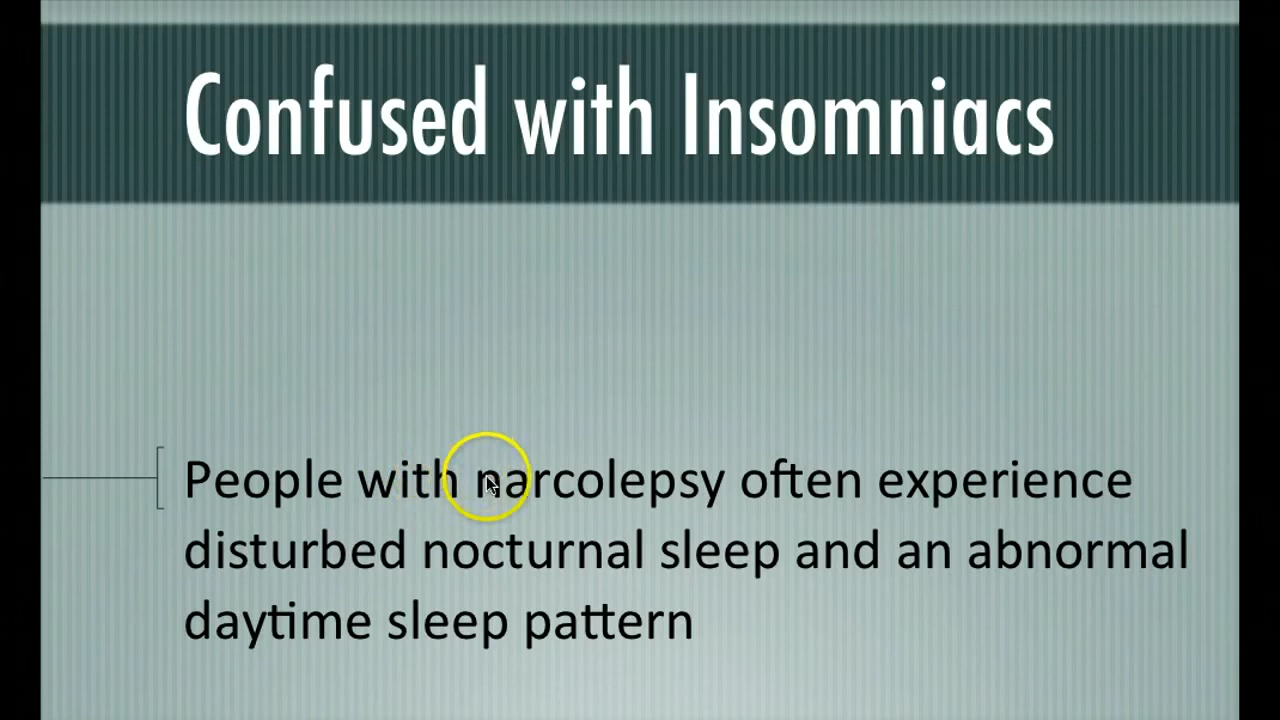 Confused with Insomniacs
People with narcolepsy often experience
disturbed nocturnal sleep and an abnormal
daytime sleep pattern